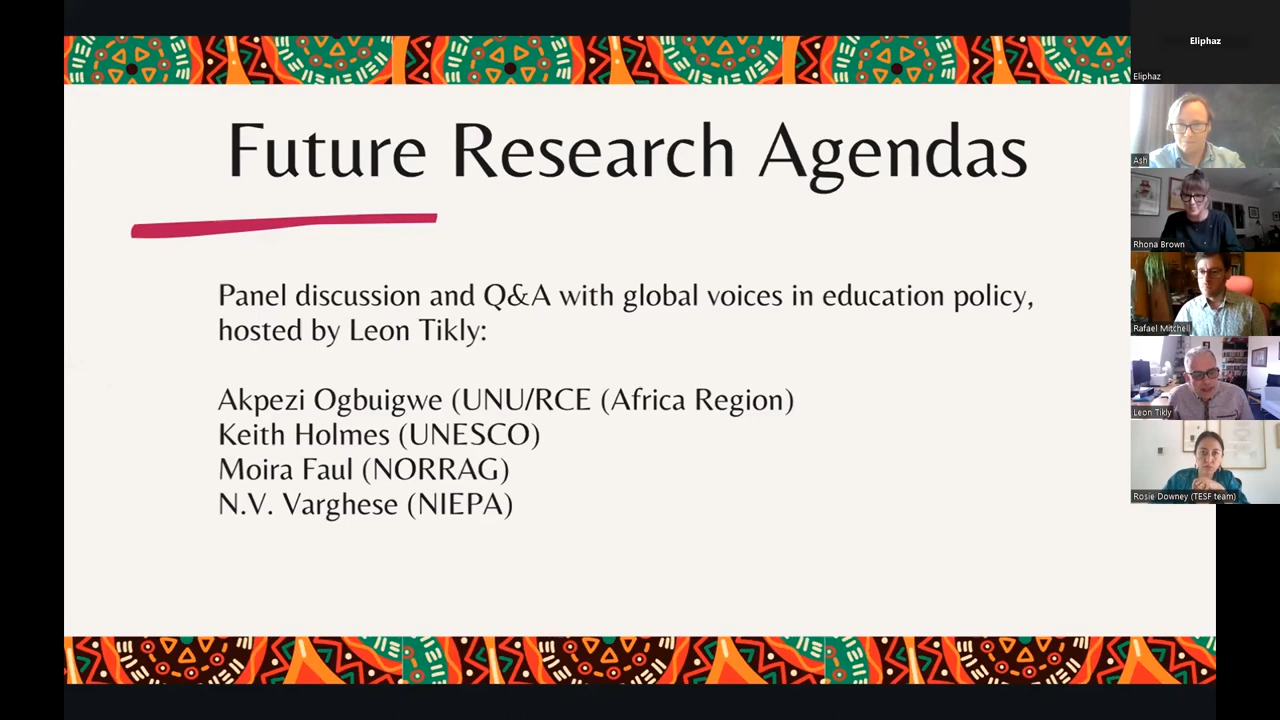 Future Research Agendas
Panel discussion and Q&A with global voices in education policy,
hosted by Leon Tikly:
Akpezi Ogbuigwe (UNU/RCE (Africa Region)
Keith Holmes (UNESCO)
Moira Faul (NORRAG)
N.V. Varghese (NIEPA)
Eliphaz
Eliphaz
Ash
Rhona Brown
Rafael Mitchell
Leon Tikly
Rosie Downey (TESF team)